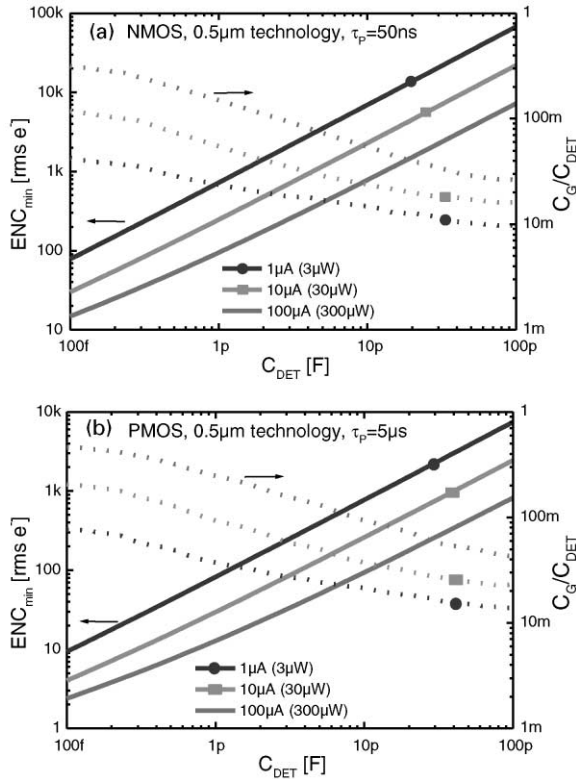 (a) NMOS, 0.5µm technology, τP=50ns
100k
10k
1k
100
10
ENCmin [rms e]
1
100m
10m
1m
CG/CDET
1µA (3µW)
10µA (30µW)
100µA (300µW)
100f 1p 10p 100p
CDET [F]
(b) PMOS, 0.5µm technology, τP=5µs
10k
1k
100
10
1
ENCmin [rms e]
1
100m
10m
1m
CG/CDET
1µA (3µW)
10µA (30µW)
100µA (300µW)
100f 1p 10p 100p
CDET [F]